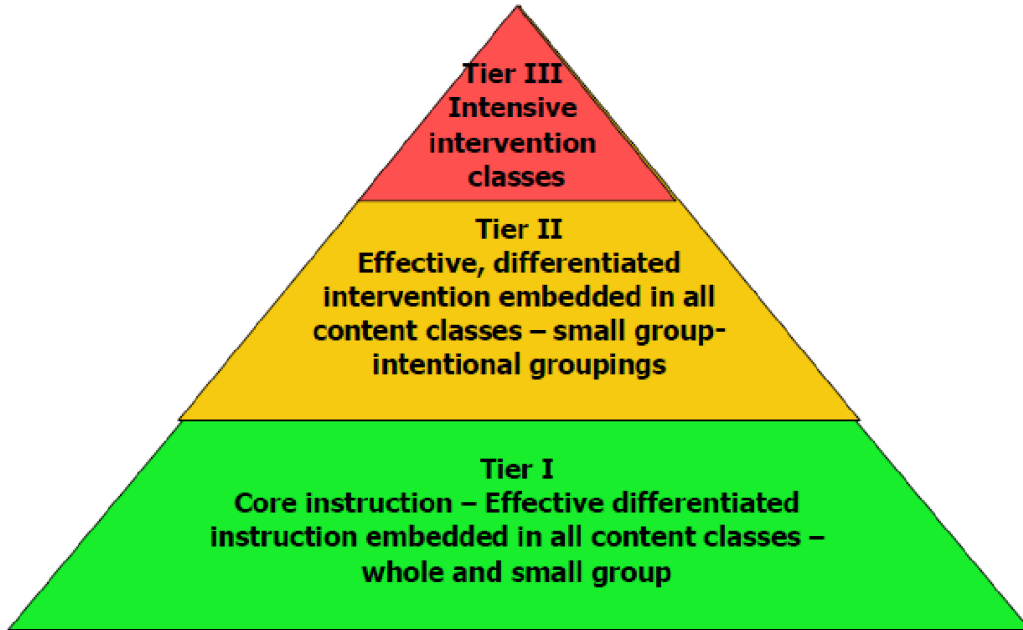 Tier III
Intensive
intervention
classes
Tier II
Effective, differentiated
intervention embedded in all
content classes – small group-
intentional groupings
Tier I
Core instruction – Effective differentiated
instruction embedded in all content classes –
whole and small group